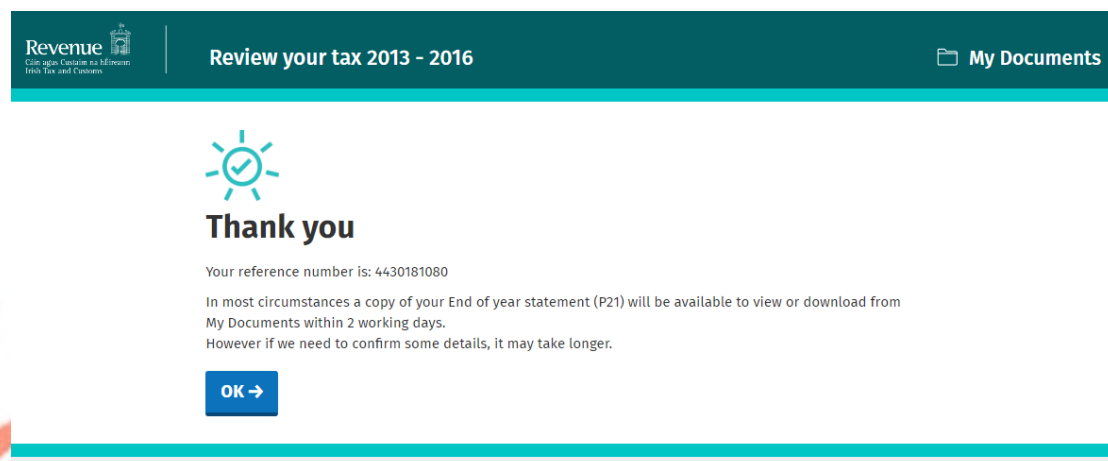 Revenue
Cáin agus Custaim na hÉireann
Irish Tax and Customs
Review your tax 2013 - 2016
My Documents
Thank you
Your reference number is: 4430181080
In most circumstances a copy of your End of year statement (P21) will be available to view or download from
My Documents within 2 working days.
However if we need to confirm some details, it may take longer.
OK →